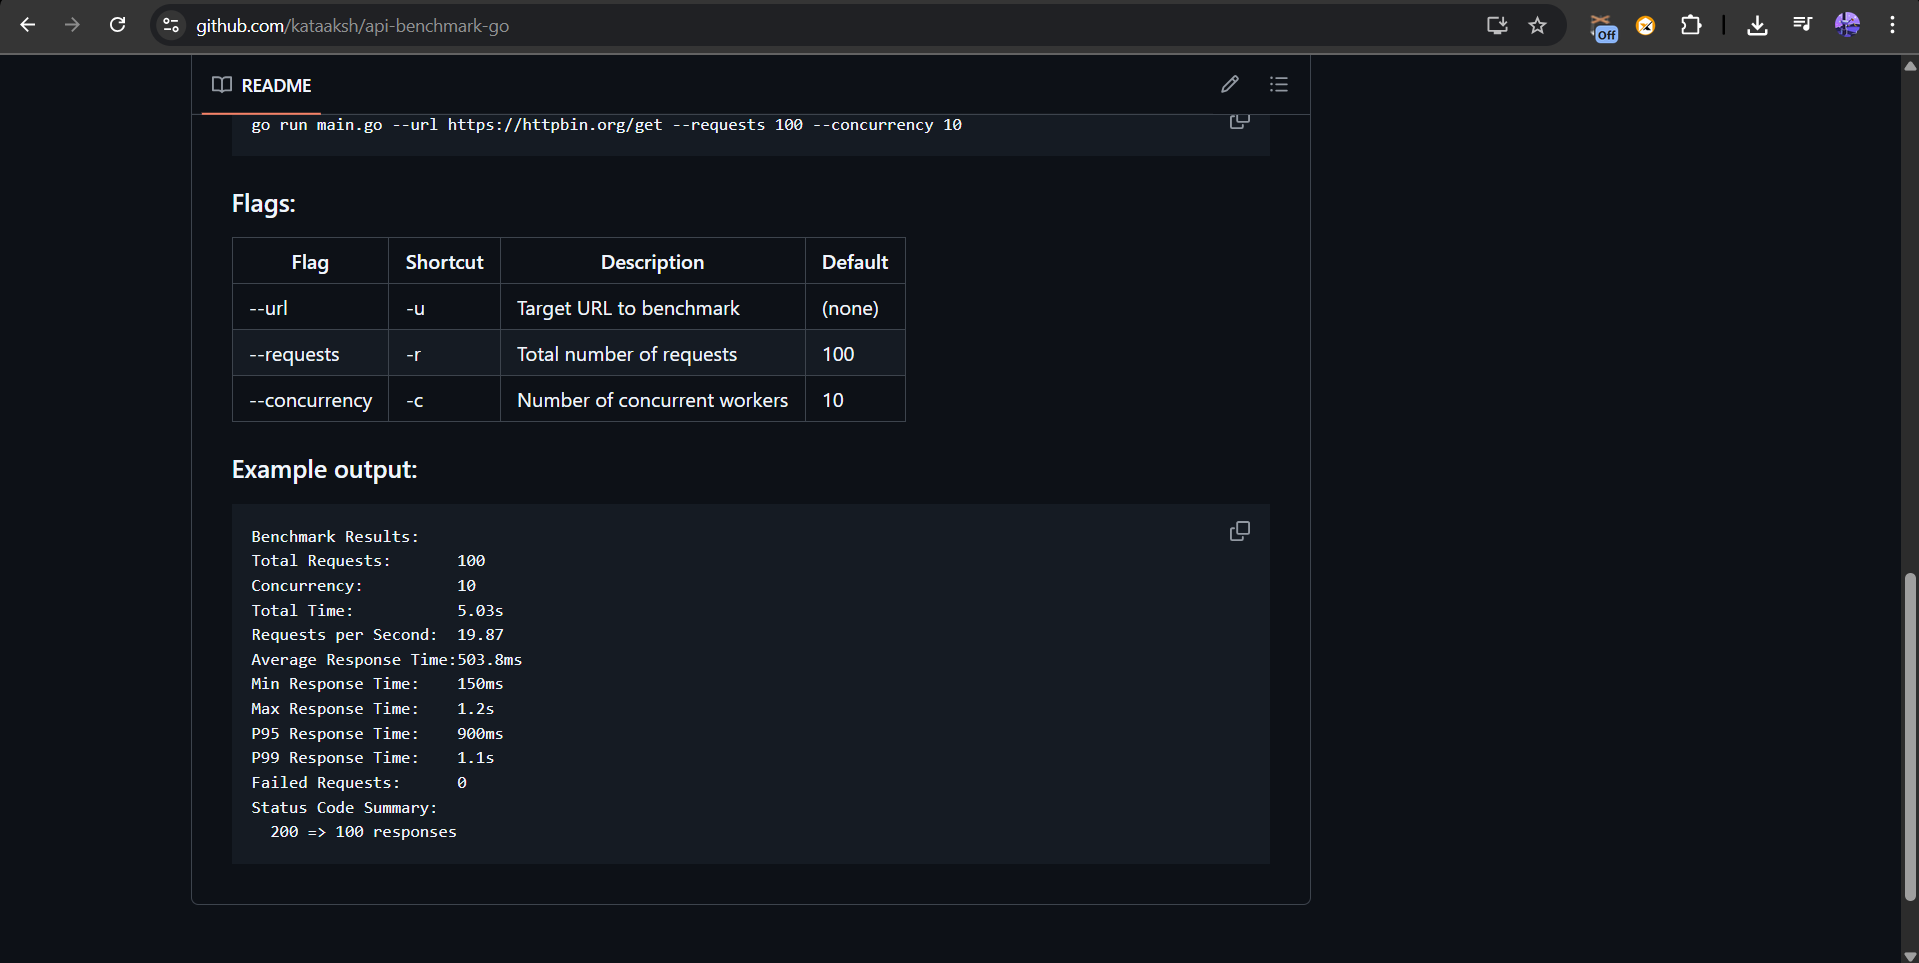 github.com/kataaksh/api-benchmark-go
Off
README
go run main.go --url https://httpbin.org/get --requests 100 --concurrency 10
Flags:
Flag Shortcut Description Default
--url -u Target URL to benchmark (none)
--requests -r Total number of requests 100
--concurrency -c Number of concurrent workers 10
Example output:
Benchmark Results:
Total Requests: 100
Concurrency: 10
Total Time: 5.03s
Requests per Second: 19.87
Average Response Time:503.8ms
Min Response Time: 150ms
Max Response Time: 1.2s
P95 Response Time: 900ms
P99 Response Time: 1.1s
Failed Requests: 0
Status Code Summary:
200 => 100 responses